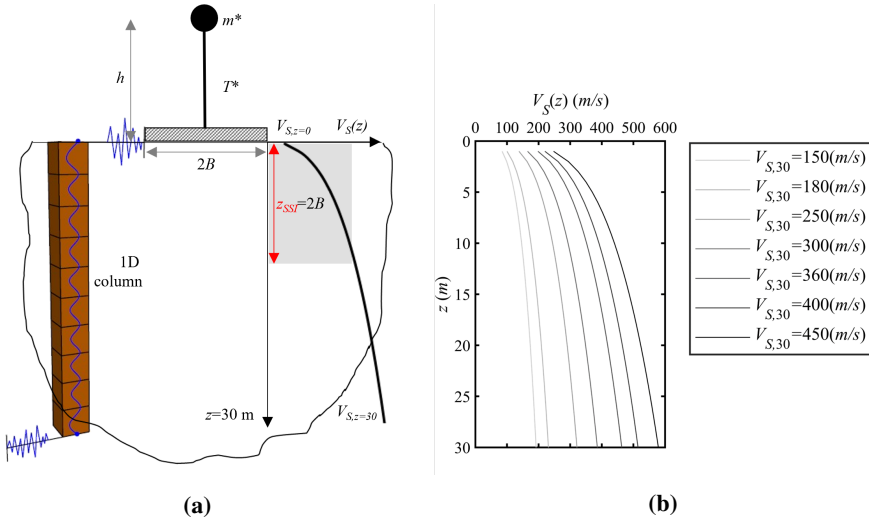 m*
h
T*
V_{S,z=0}
V_S(z)
2B
z_{SSI}=2B
1D
column
z=30 m
V_{S,z=30}
(a)
V_S(z) (m/s)
0 100 200 300 400 500 600
0
5
10
15
20
25
30
z (m)
V_{S,30}=150(m/s)
V_{S,30}=180(m/s)
V_{S,30}=250(m/s)
V_{S,30}=300(m/s)
V_{S,30}=360(m/s)
V_{S,30}=400(m/s)
V_{S,30}=450(m/s)
(b)